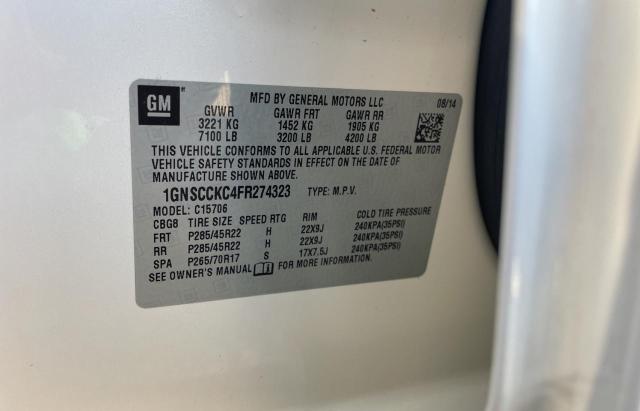 GM
MFD BY GENERAL MOTORS LLC 08/14
GVWR GAWR FRT GAWR RR
3221 KG 1452 KG 1905 KG
7100 LB 3200 LB 4200 LB
THIS VEHICLE CONFORMS TO ALL APPLICABLE U.S. FEDERAL MOTOR
VEHICLE SAFETY STANDARDS IN EFFECT ON THE DATE OF
MANUFACTURE SHOWN ABOVE.
1GNSCCKC4FR274323 TYPE: M.P.V.
MODEL: C15706
CBG8 TIRE SIZE SPEED RTG RIM COLD TIRE PRESSURE
FRT P285/45R22 H 22X9J 240KPA(35PSI)
RR P285/45R22 H 22X9J 240KPA(35PSI)
SPA P265/70R17 S 17X7.5J 240KPA(35PSI)
SEE OWNER'S MANUAL FOR MORE INFORMATION.